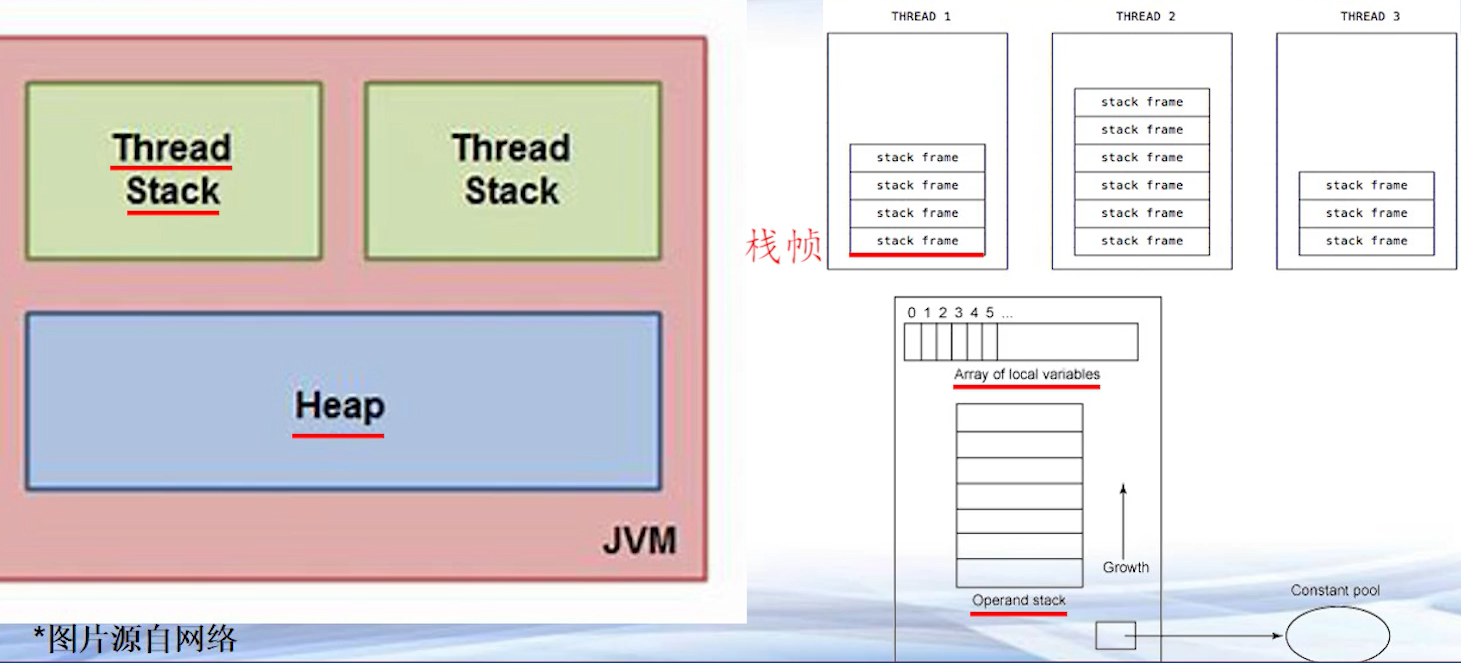 Thread
Stack
Thread
Stack
Heap
JVM
*图片源自网络
栈帧
THREAD 1
stack frame
stack frame
stack frame
stack frame
THREAD 2
stack frame
stack frame
stack frame
stack frame
stack frame
stack frame
THREAD 3
stack frame
stack frame
stack frame
0 1 2 3 4 5 ...
Array of local variables
Growth
Operand stack
Constant pool